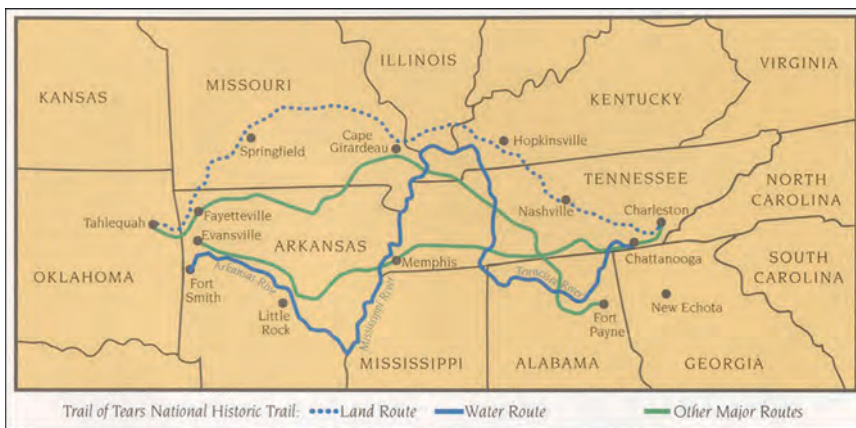 ILLINOIS
VIRGINIA
MISSOURI
KANSAS
KENTUCKY
Cape
Girardeau
Hopkinsville
Springfield
TENNESSEE
NORTH
CAROLINA
Nashville
Charleston
Tahlequah
Fayetteville
Evansville
ARKANSAS
Chattanooga
SOUTH
CAROLINA
Memphis
OKLAHOMA
Fort
Smith
Arkansas
Little
Rock
Mississippi River
River
New Echota
Fort
Payne
MISSISSIPPI
ALABAMA
GEORGIA
Trail of Tears National Historic Trail: Land Route Water Route Other Major Routes